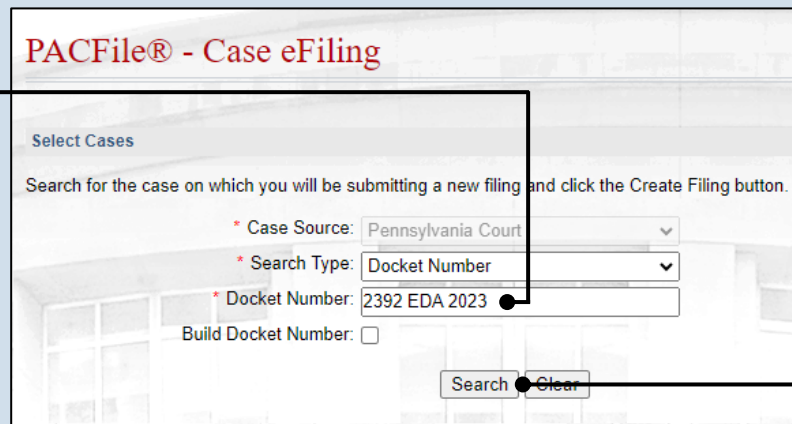 PACFile® - Case eFiling
Select Cases
Search for the case on which you will be submitting a new filing and click the Create Filing button.
* Case Source: Pennsylvania Court
* Search Type: Docket Number
* Docket Number: 2392 EDA 2023
Build Docket Number:
Search Clear